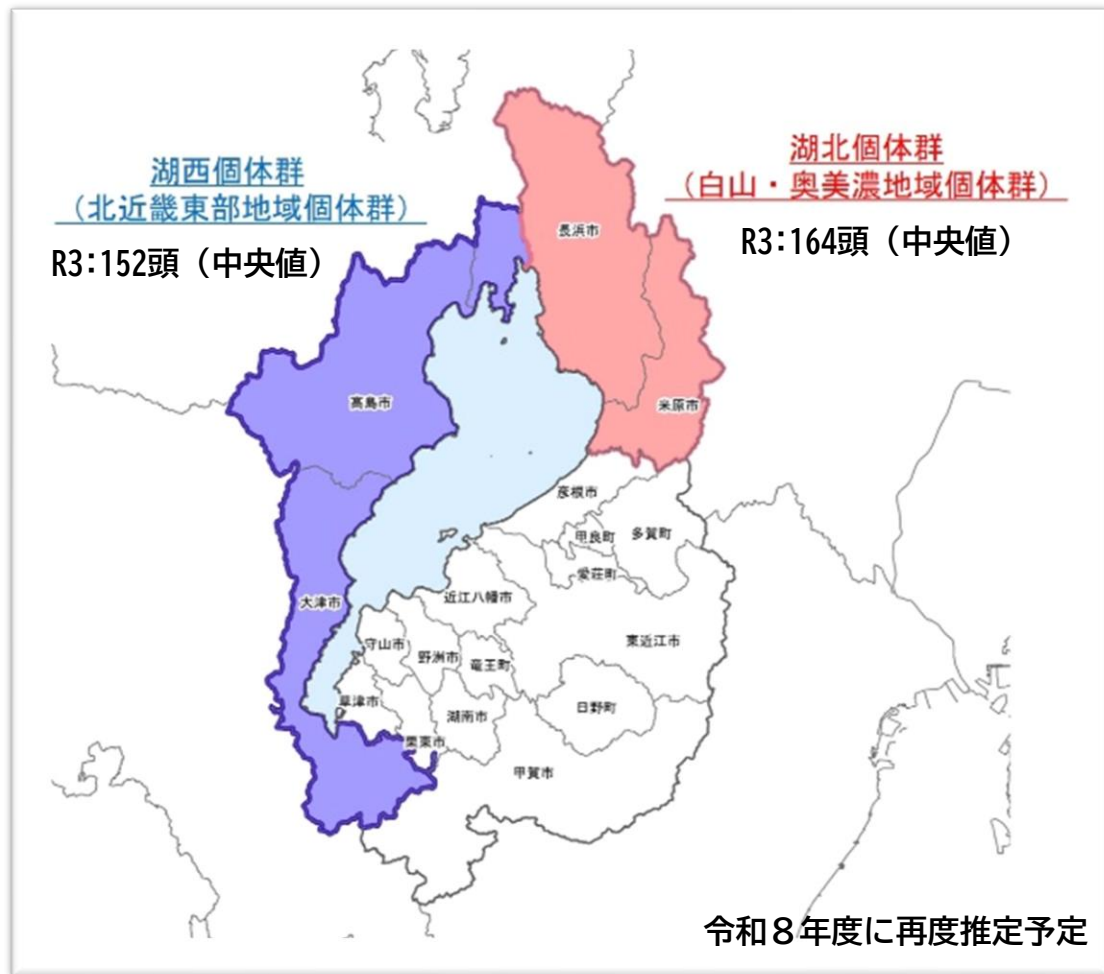 湖西個体群
（北近畿東部地域個体群）
R3:152頭（中央値）
湖北個体群
（白山・奥美濃地域個体群）
R3:164頭（中央値）
長浜市
高島市
米原市
彦根市
甲良町
多賀町
愛荘町
大津市
近江八幡市
東近江市
守山市
野洲市
竜王町
草津市
湖南市
日野町
栗東市
甲賀市
令和８年度に再度推定予定